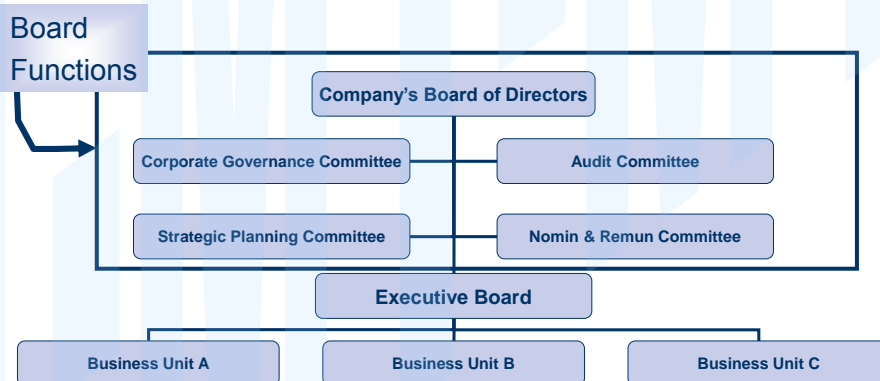 Board
Functions
Company's Board of Directors
Corporate Governance Committee
Audit Committee
Strategic Planning Committee
Nomin & Remun Committee
Executive Board
Business Unit A
Business Unit B
Business Unit C